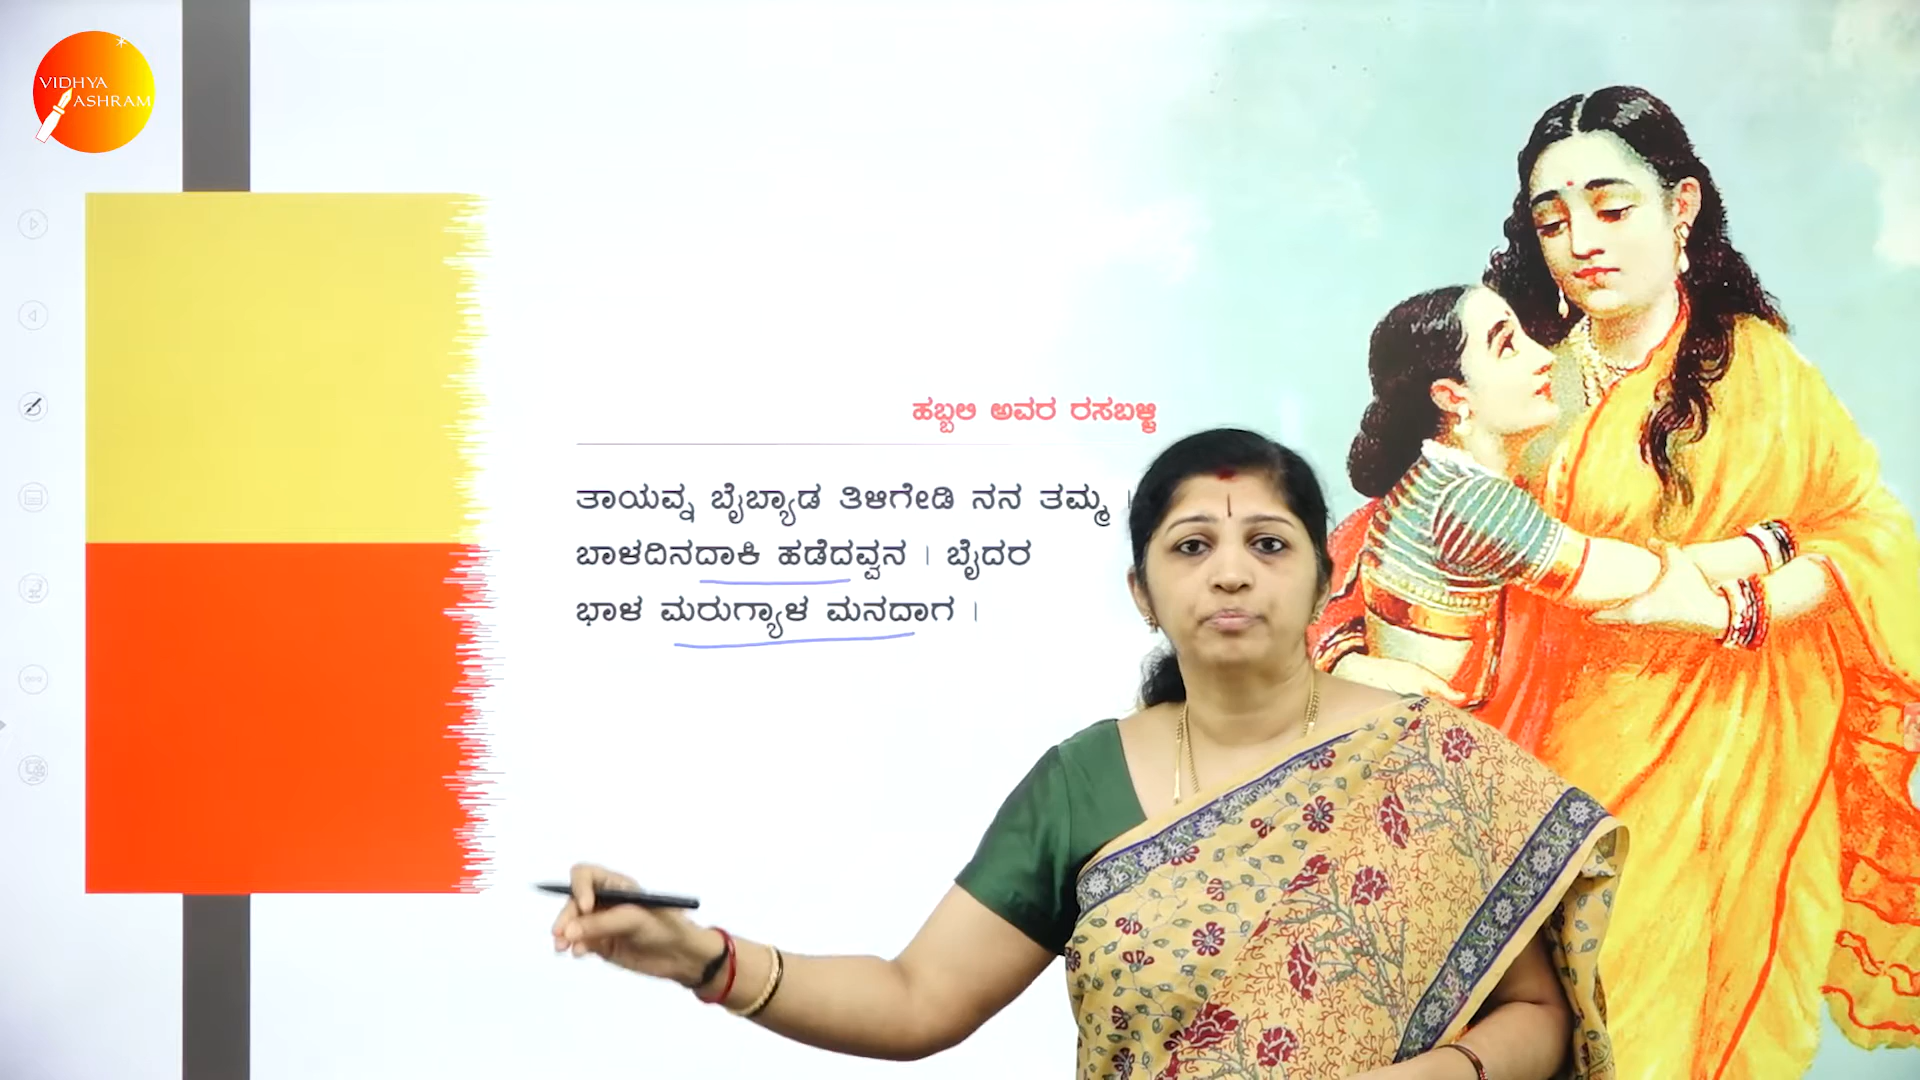 VIDHYA
ASHRAM
ಹಬ್ಬಲಿ ಅವರ ರಸಬಳ್ಳಿ
ತಾಯವ್ನ ಬೈಬ್ಯಾಡ ತಿಳಿಗೇಡಿ ನನ ತಮ್ಮ ।
ಬಾಳದಿನದಾಕಿ ಹಡೆದವ್ವನ । ಬೈದರ
ಭಾಳ ಮರುಗ್ಯಾಳ ಮನದಾಗ ।